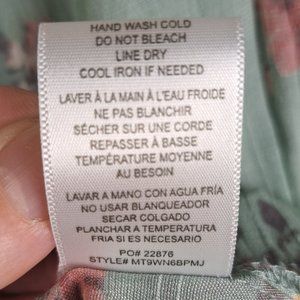 HAND WASH COLD
DO NOT BLEACH
LINE DRY
COOL IRON IF NEEDED
LAVER À LA MAIN À L'EAU FROIDE
NE PAS BLANCHIR
SÉCHER SUR UNE CORDE
REPASSER À BASSE
TEMPÉRATURE MOYENNE
AU BESOIN
LAVAR A MANO CON AGUA FRÍA
NO USAR BLANQUEADOR
SECAR COLGADO
PLANCHAR A TEMPERATURA
FRIA SI ES NECESARIO
PO# 22876
STYLE# MT9WN6BPMJ